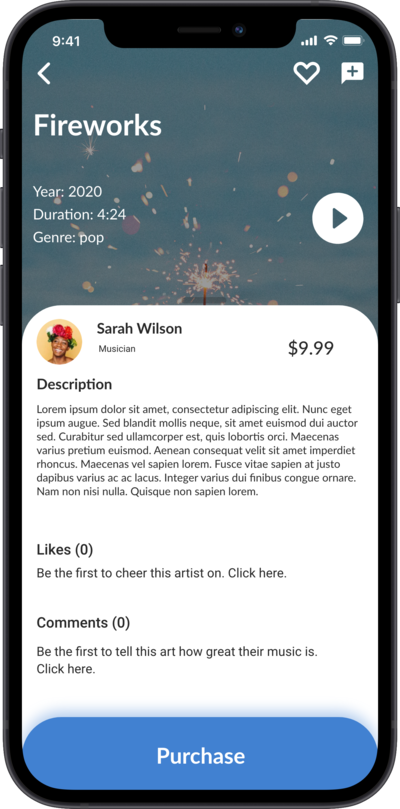 9:41
Fireworks
Year: 2020
Duration: 4:24
Genre: pop
Sarah Wilson
Musician
$9.99
Description
Lorem ipsum dolor sit amet, consectetur adipiscing elit. Nunc eget
ipsum augue. Sed blandit mollis neque, sit amet euismod dui auctor
sed. Curabitur sed ullamcorper est, quis lobortis orci. Maecenas
varius pretium euismod. Aenean consequat velit sit amet imperdiet
rhoncus. Maecenas vel sapien lorem. Fusce vitae sapien at justo
dapibus varius ac ac lacus. Integer varius dui finibus congue ornare.
Nam non nisi nulla. Quisque non sapien lorem.
Likes (0)
Be the first to cheer this artist on. Click here.
Comments (0)
Be the first to tell this art how great their music is.
Click here.
Purchase